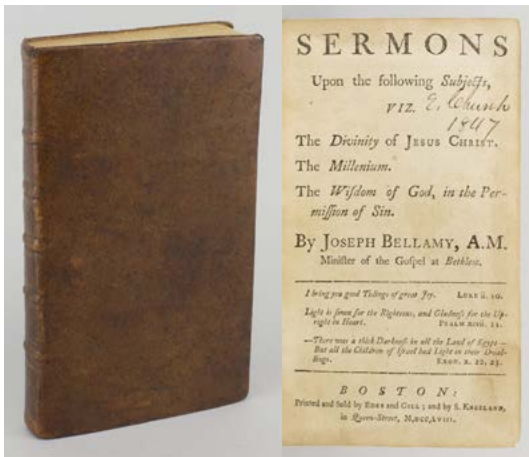 SERMONS
Upon the following Subjects,
VIZ. E. Church
1847
The Divinity of JESUS CHRIST.
The Millenium.
The Wiſdom of God, in the Per-
miſſion of Sin.
By JOSEPH BELLAMY, A.M.
Miniſter of the Goſpel at Bethlem.
I bring you good Tidings of great Joy. LUKE ii. 10.
Light is ſown for the Righteous, and Gladneſs for the Up-
right in Heart. PSALM xcvii. 11.
—There was a thick Darkneſs in all the Land of Egypt—
But all the Children of Iſrael had Light in their Dwel-
lings. EXOD. x. 22, 23.
BOSTON:
Printed and Sold by EDES and GILL; and by S. KNEELAND,
in Queen-Street, M,DCC,LVIII.